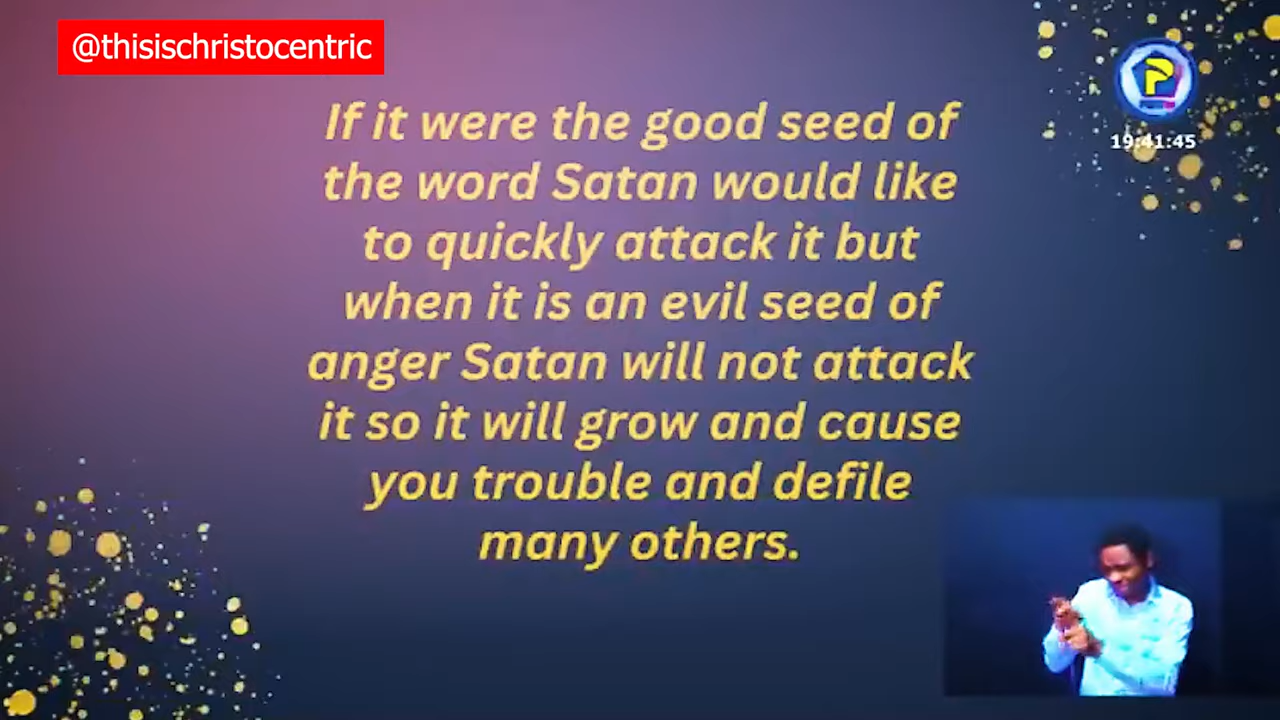 @thisischristocentric
P
19:41:45
If it were the good seed of
the word Satan would like
to quickly attack it but
when it is an evil seed of
anger Satan will not attack
it so it will grow and cause
you trouble and defile
many others.